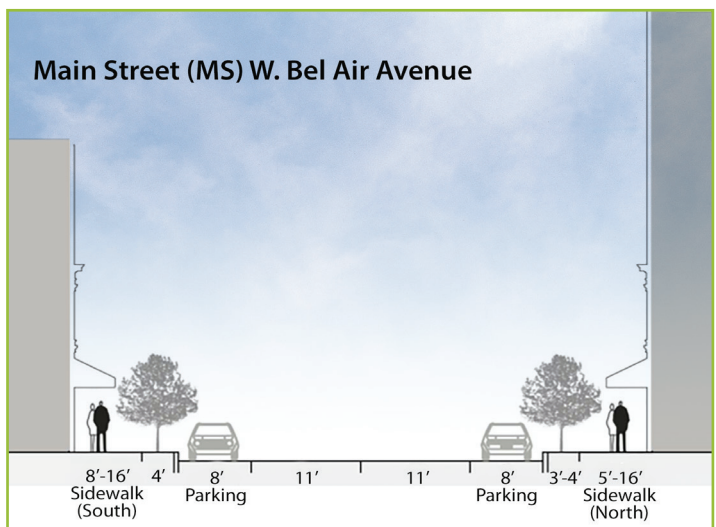 Main Street (MS) W. Bel Air Avenue
8'-16' 4' 8' 11' 11' 8' 3'-4' 5'-16'
Sidewalk Parking Parking Sidewalk
(South) (North)